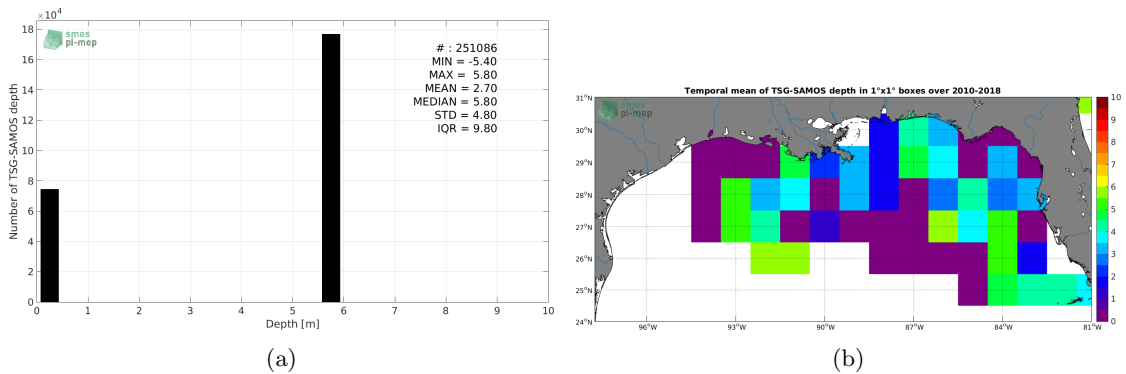 ×10⁴
18
16
14
12
10
8
6
4
2
0
0 1 2 3 4 5 6 7 8 9 10
Number of TSG-SAMOS depth
Depth [m]
smos
pi-mep
# : 251086
MIN = -5.40
MAX = 5.80
MEAN = 2.70
MEDIAN = 5.80
STD = 4.80
IQR = 9.80
(a)
Temporal mean of TSG-SAMOS depth in 1°x1° boxes over 2010-2018
smos
pi-mep
31°N
30°N
29°N
28°N
27°N
26°N
25°N
24°N
96°W 93°W 90°W 87°W 84°W 81°W
10
9
8
7
6
5
4
3
2
1
0
(b)